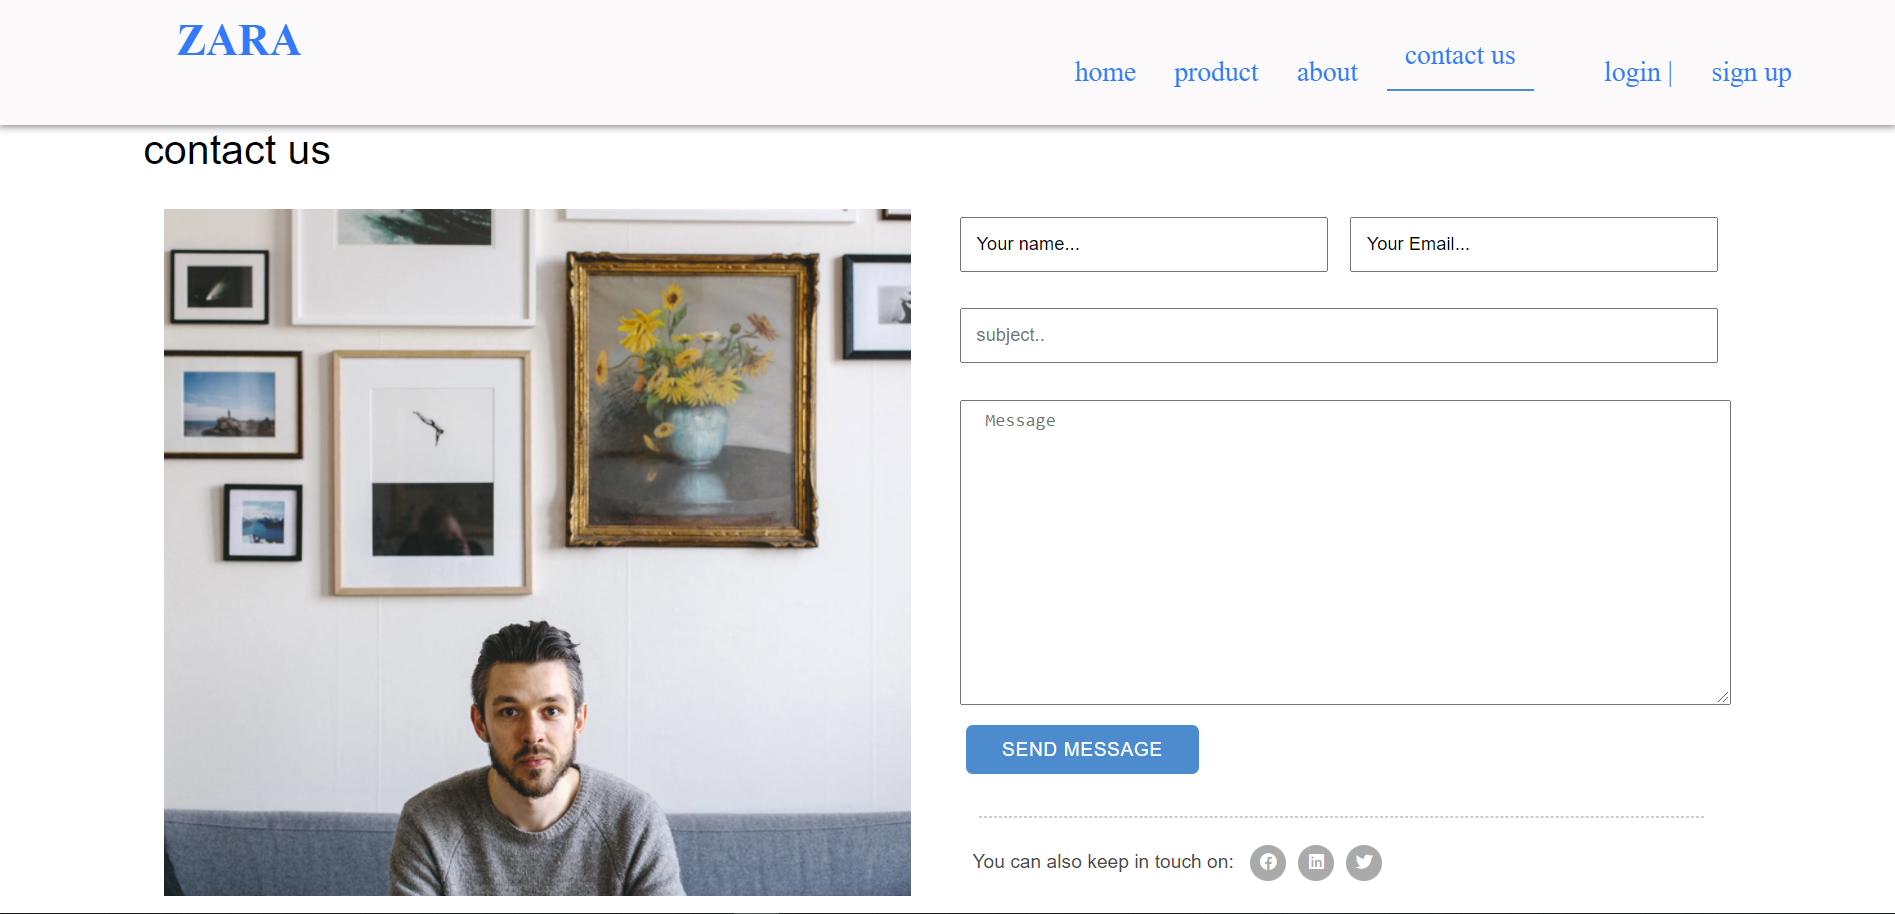 ZARA
home product about contact us login | sign up
contact us
Your name... Your Email...
subject..
Message
SEND MESSAGE
You can also keep in touch on: